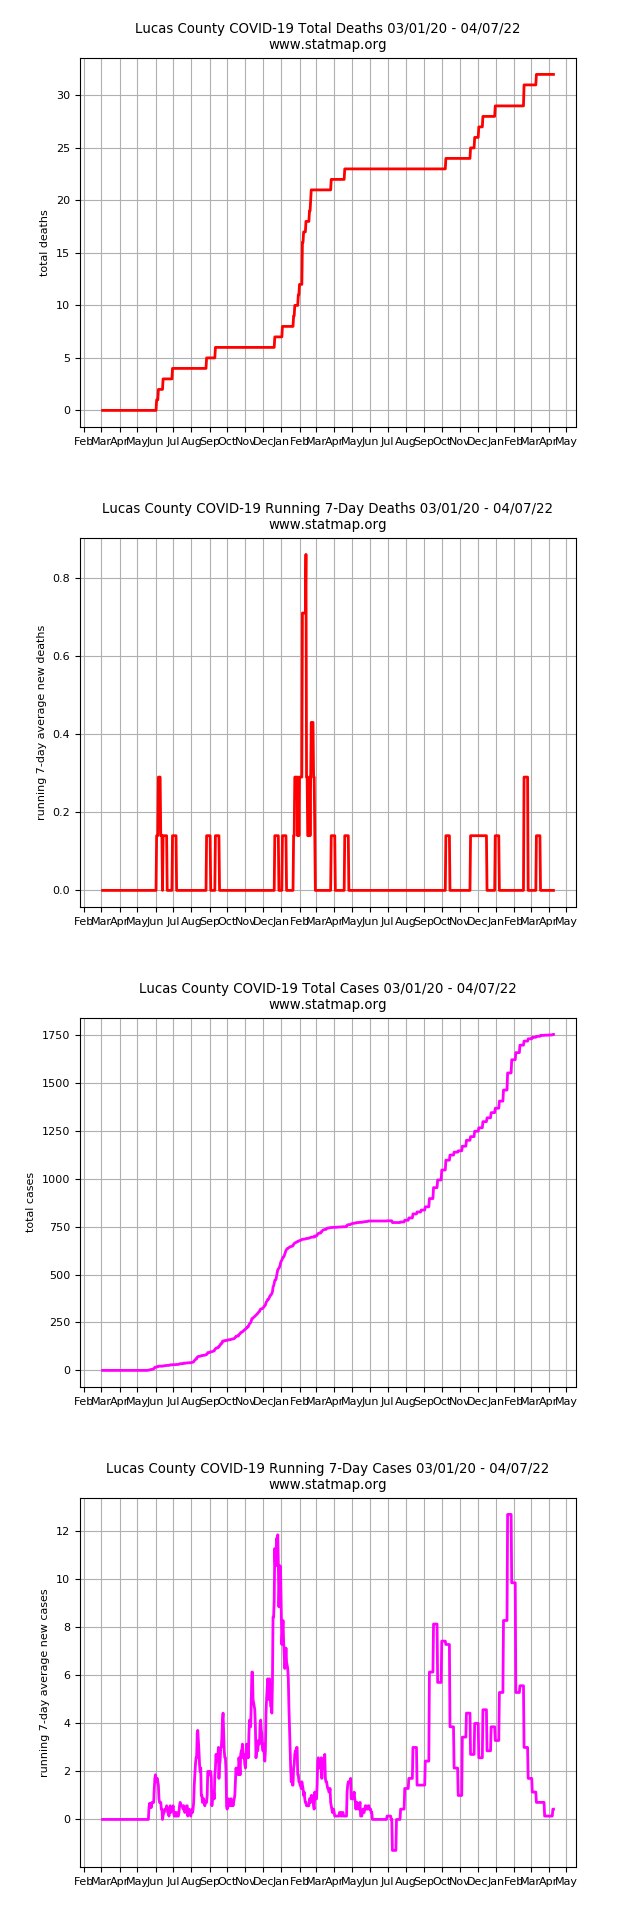 Lucas County COVID-19 Total Deaths 03/01/20 - 04/07/22
www.statmap.org
30
25
20
15
10
5
0
total deaths
Feb Mar Apr May Jun Jul Aug Sep Oct Nov Dec Jan Feb Mar Apr May Jun Jul Aug Sep Oct Nov Dec Jan Feb Mar Apr May
Lucas County COVID-19 Running 7-Day Deaths 03/01/20 - 04/07/22
www.statmap.org
0.8
0.6
0.4
0.2
0.0
running 7-day average new deaths
Feb Mar Apr May Jun Jul Aug Sep Oct Nov Dec Jan Feb Mar Apr May Jun Jul Aug Sep Oct Nov Dec Jan Feb Mar Apr May
Lucas County COVID-19 Total Cases 03/01/20 - 04/07/22
www.statmap.org
1750
1500
1250
1000
750
500
250
0
total cases
Feb Mar Apr May Jun Jul Aug Sep Oct Nov Dec Jan Feb Mar Apr May Jun Jul Aug Sep Oct Nov Dec Jan Feb Mar Apr May
Lucas County COVID-19 Running 7-Day Cases 03/01/20 - 04/07/22
www.statmap.org
12
10
8
6
4
2
0
running 7-day average new cases
Feb Mar Apr May Jun Jul Aug Sep Oct Nov Dec Jan Feb Mar Apr May Jun Jul Aug Sep Oct Nov Dec Jan Feb Mar Apr May